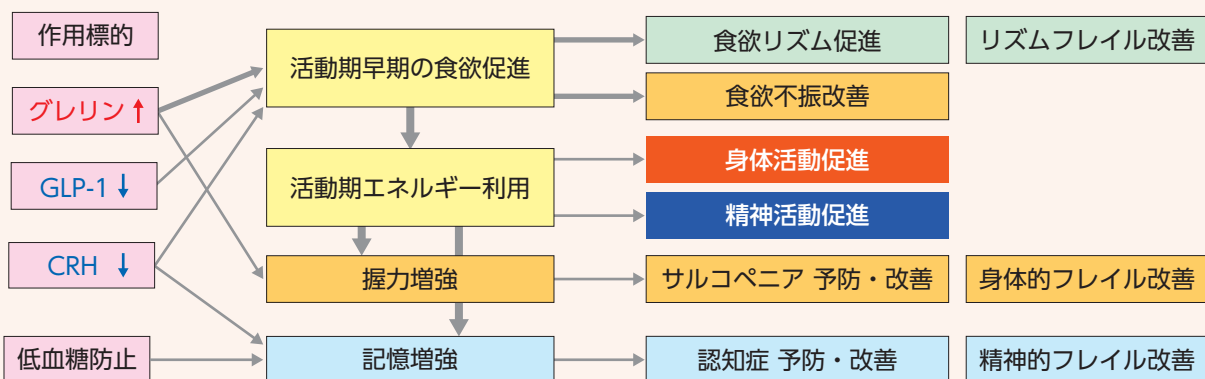 作用標的
グレリン↑
GLP-1↓
CRH ↓
低血糖防止
活動期早期の食欲促進
活動期エネルギー利用
握力増強
記憶増強
食欲リズム促進
食欲不振改善
身体活動促進
精神活動促進
サルコペニア 予防・改善
認知症 予防・改善
リズムフレイル改善
身体的フレイル改善
精神的フレイル改善